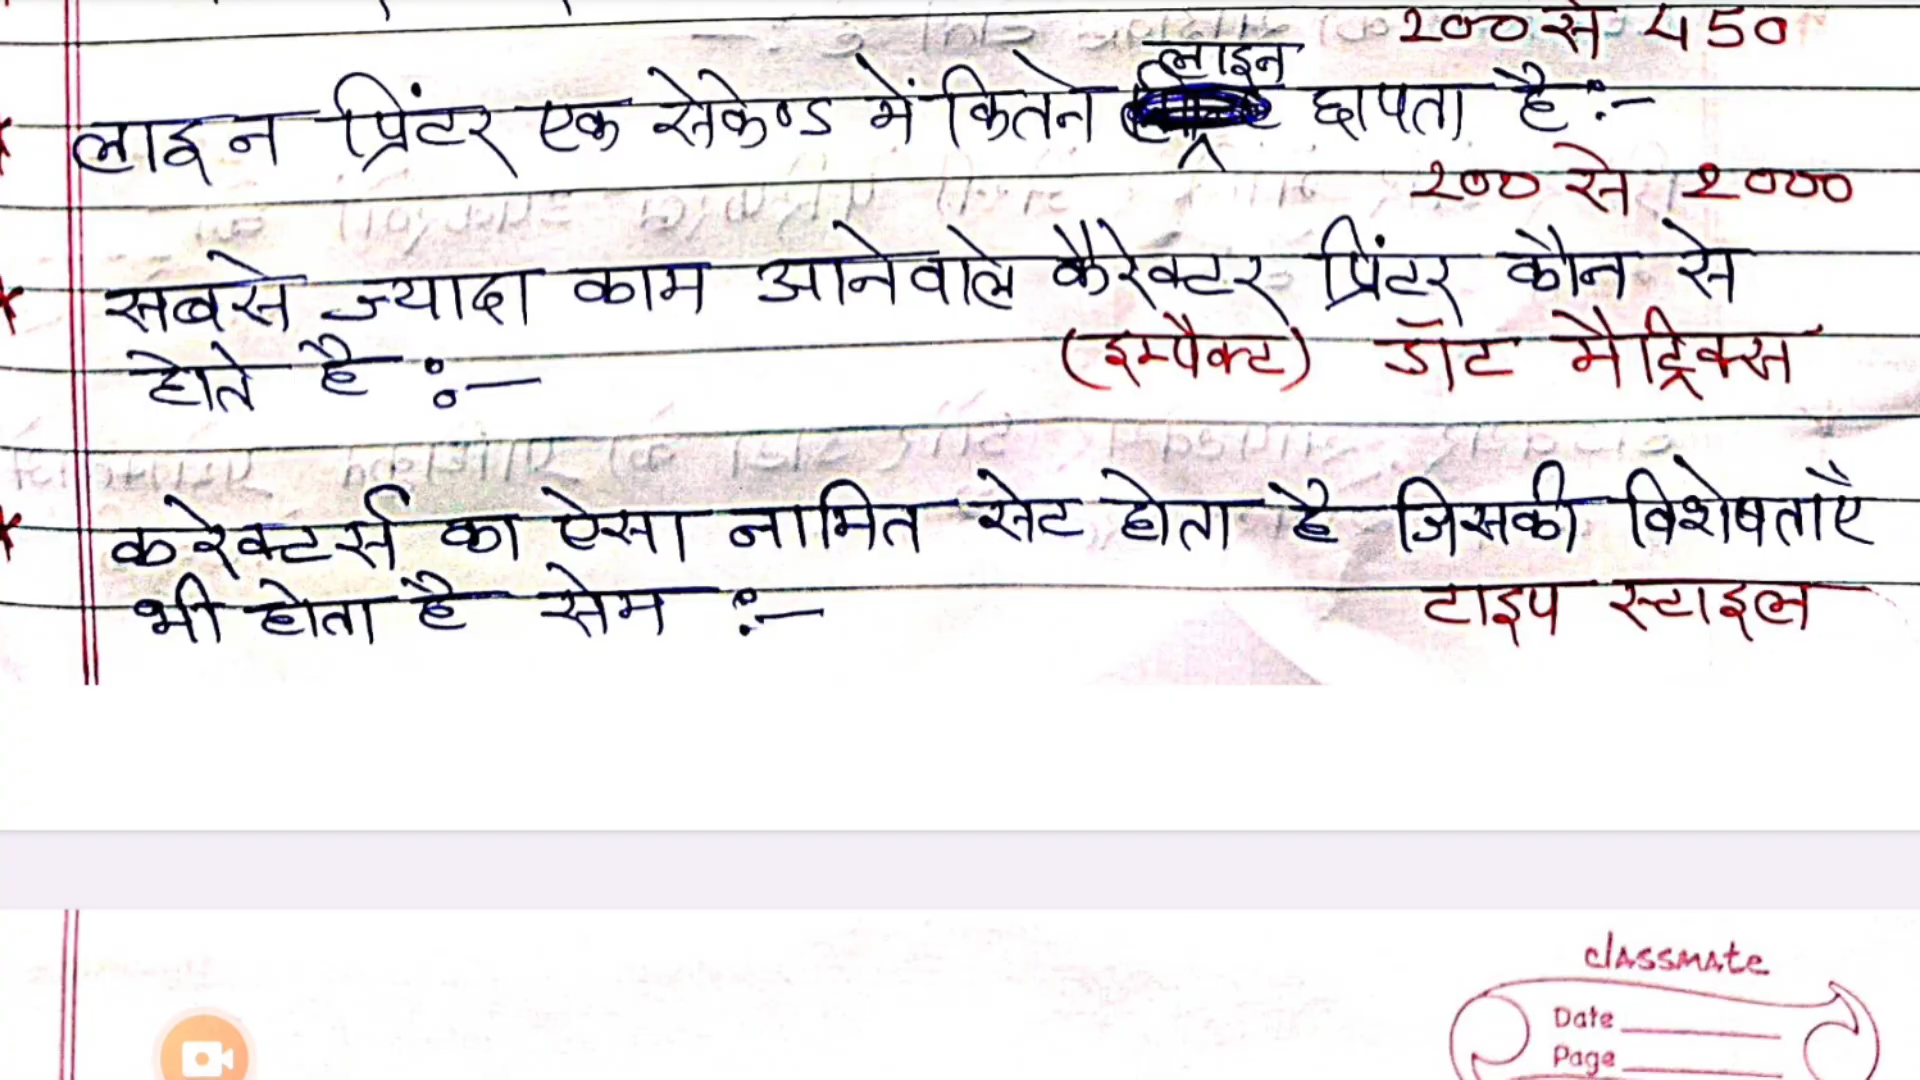 200 से 450
लाइन
लाइन प्रिंटर एक सेकेण्ड में कितने छापता है:-
200 से 2000
सबसे ज्यादा काम आनेवाले कैरेक्टर प्रिंटर कौन से
होते है :- (इम्पैक्ट) डॉट मैट्रिक्स
करेक्टर्स का ऐसा नामित सेट होता है जिसकी विशेषताएँ
भी होता है सेम :- टाइप स्टाइल
classmate
Date
Page